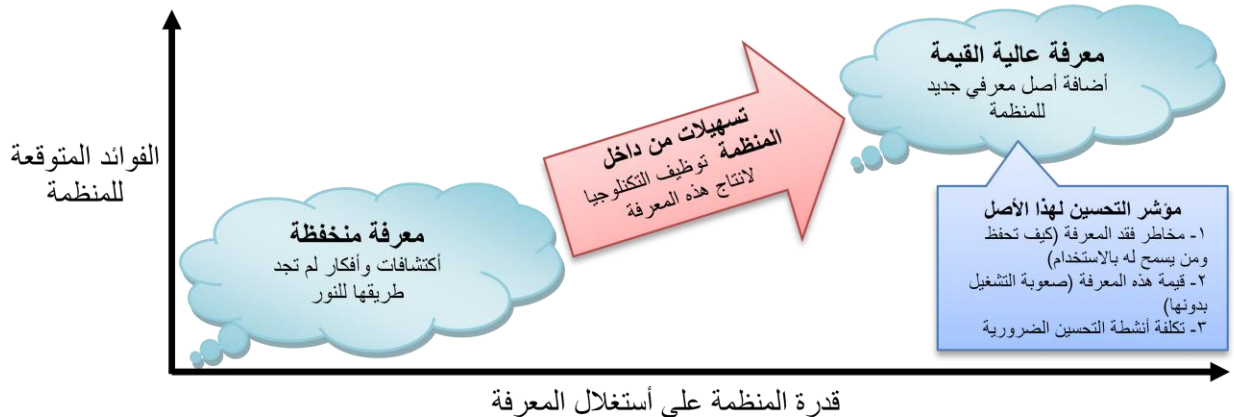 معرفة عالية القيمة
أضافة أصل معرفي جديد
للمنظمة
تسهيلات من داخل
المنظمة توظيف التكنلوجيا
لانتاج هذه المعرفة
الفوائد المتوقعة
للمنظمة
معرفة منخفظة
أكتشافات وأفكار لم تجد
طريقها للنور
مؤشر التحسين لهذا الأصل
١- مخاطر فقد المعرفة (كيف تحفظ
ومن يسمح له بالاستخدام)
٢- قيمة هذه المعرفة (صعوبة التشغيل
بدونها)
٣- تكلفة أنشطة التحسين الضرورية
قدرة المنظمة على أستغلال المعرفة